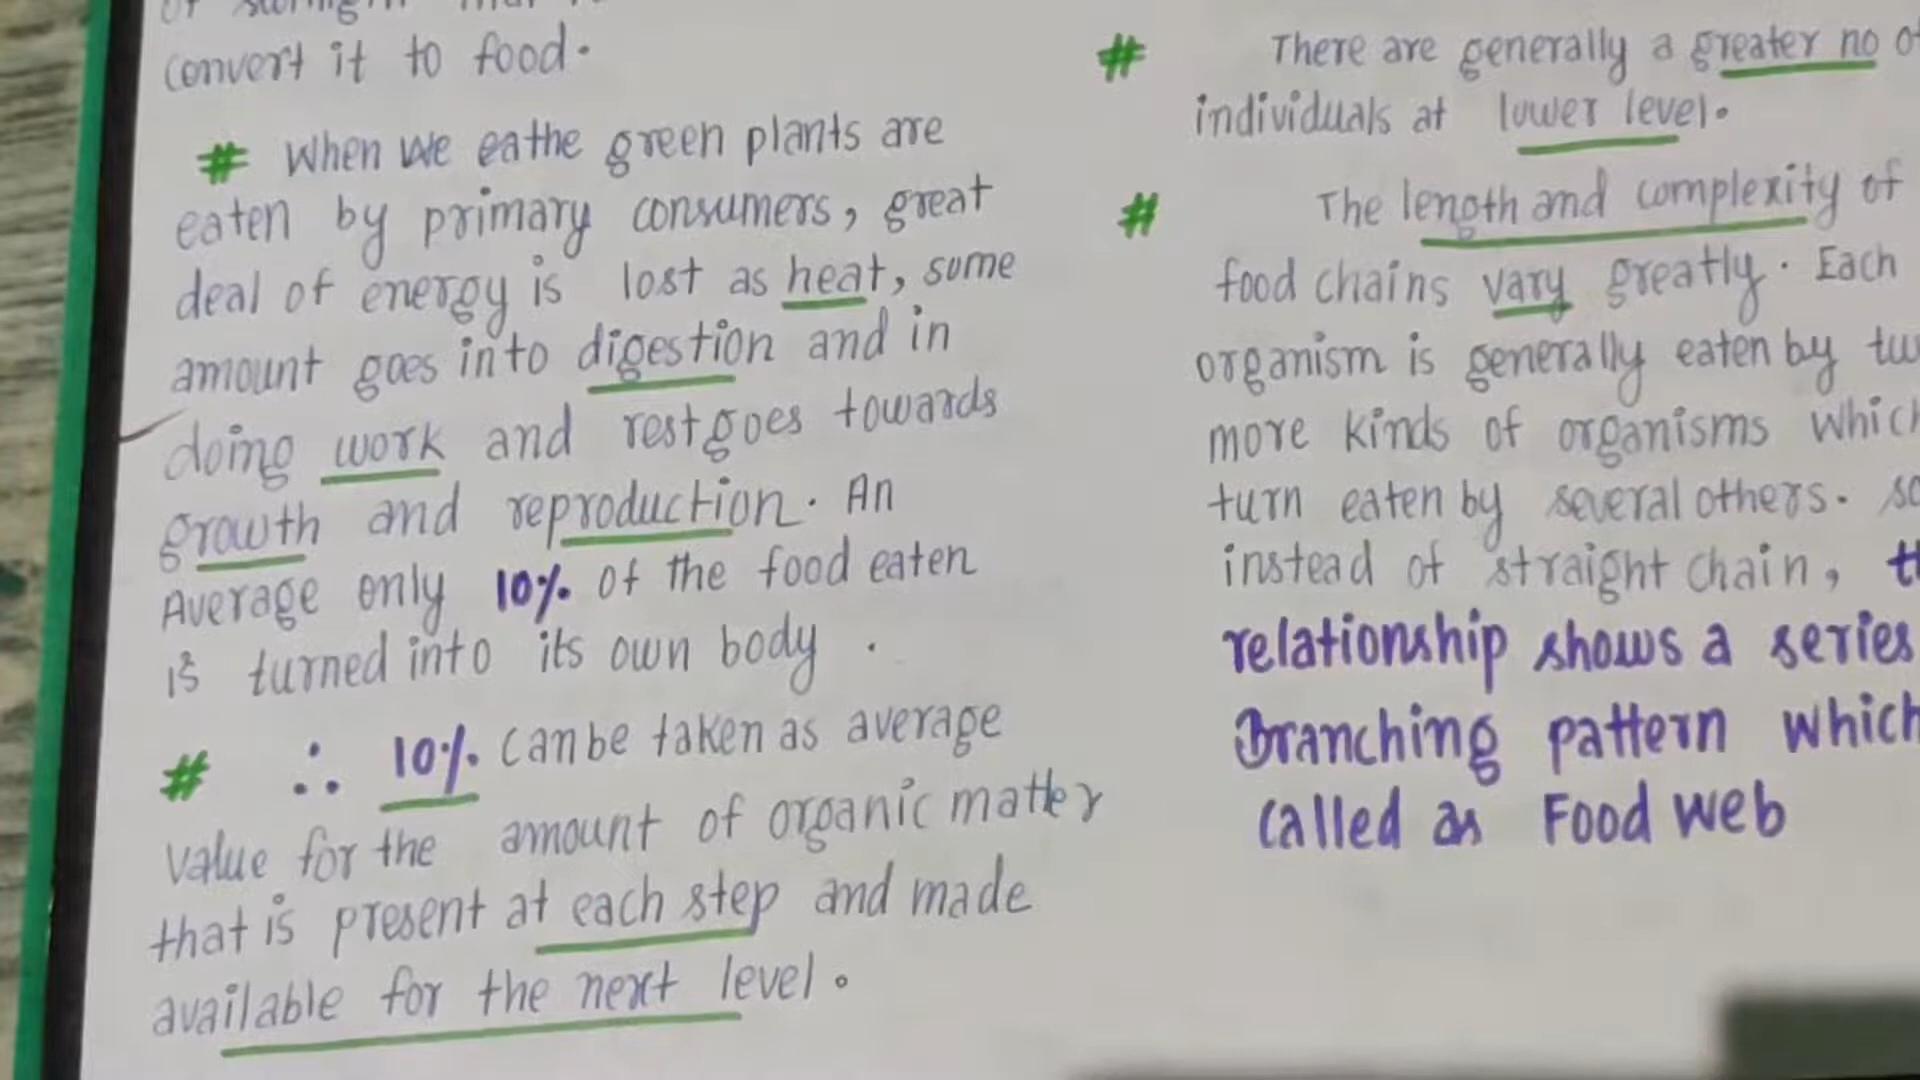 convert it to food.
# When we eathe green plants are
eaten by primary consumers, great
deal of energy is lost as heat, some
amount goes into digestion and in
doing work and rest goes towards
growth and reproduction. An
Average only 10% of the food eaten
is turned into its own body .
# ∴ 10% can be taken as average
value for the amount of organic matter
that is present at each step and made
available for the next level.
# There are generally a greater no of
individuals at lower level.
# The length and complexity of
food chains vary greatly. Each
organism is generally eaten by
more kinds of organisms which
turn eaten by several others. so
instead of straight chain,
relationship shows a series
Branching pattern which
called as Food web